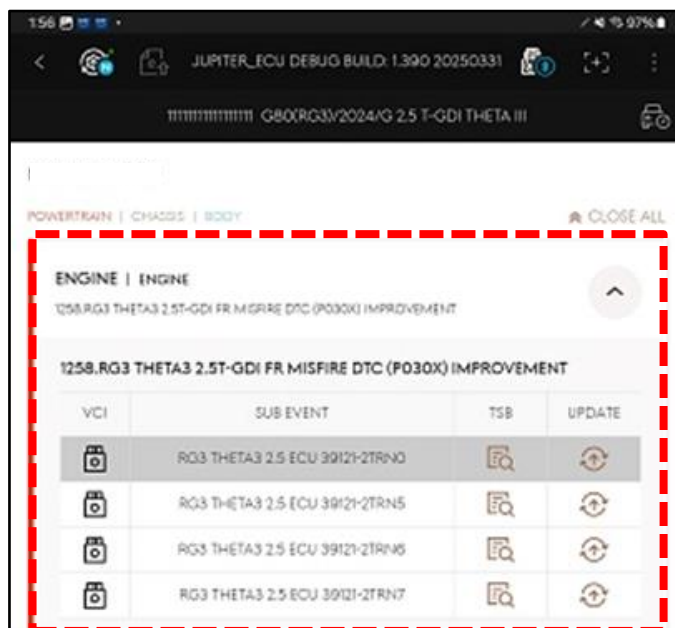 1:56 97%
JUPITER_ECU DEBUG BUILD: 1.390 20250331
11111111111111111 G80(RG3)/2024/G 2.5 T-GDI THETA III
POWERTRAIN | CHASSIS | BODY CLOSE ALL
ENGINE | ENGINE
1258.RG3 THETA3 2.5T-GDI FR MISFIRE DTC (P030X) IMPROVEMENT
1258.RG3 THETA3 2.5T-GDI FR MISFIRE DTC (P030X) IMPROVEMENT
VCI SUB EVENT TSB UPDATE
RG3 THETA3 2.5 ECU 39121-2TRN0
RG3 THETA3 2.5 ECU 39121-2TRN5
RG3 THETA3 2.5 ECU 39121-2TRN6
RG3 THETA3 2.5 ECU 39121-2TRN7